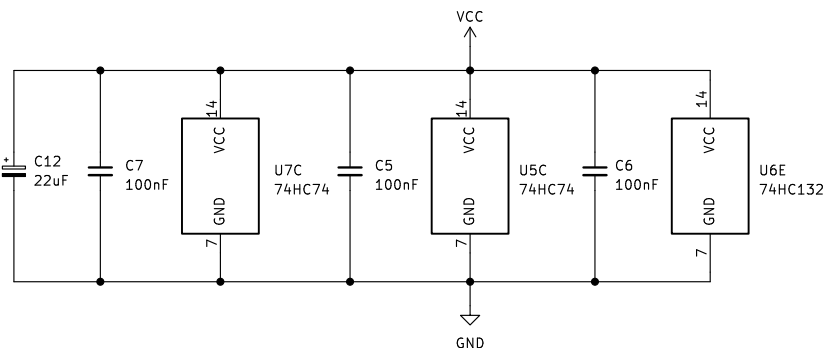 VCC
14
14
14
VCC
VCC
VCC
+
C12
22uF
C7
100nF
U7C
74HC74
C5
100nF
U5C
74HC74
C6
100nF
U6E
74HC132
GND
GND
GND
7
7
7
GND